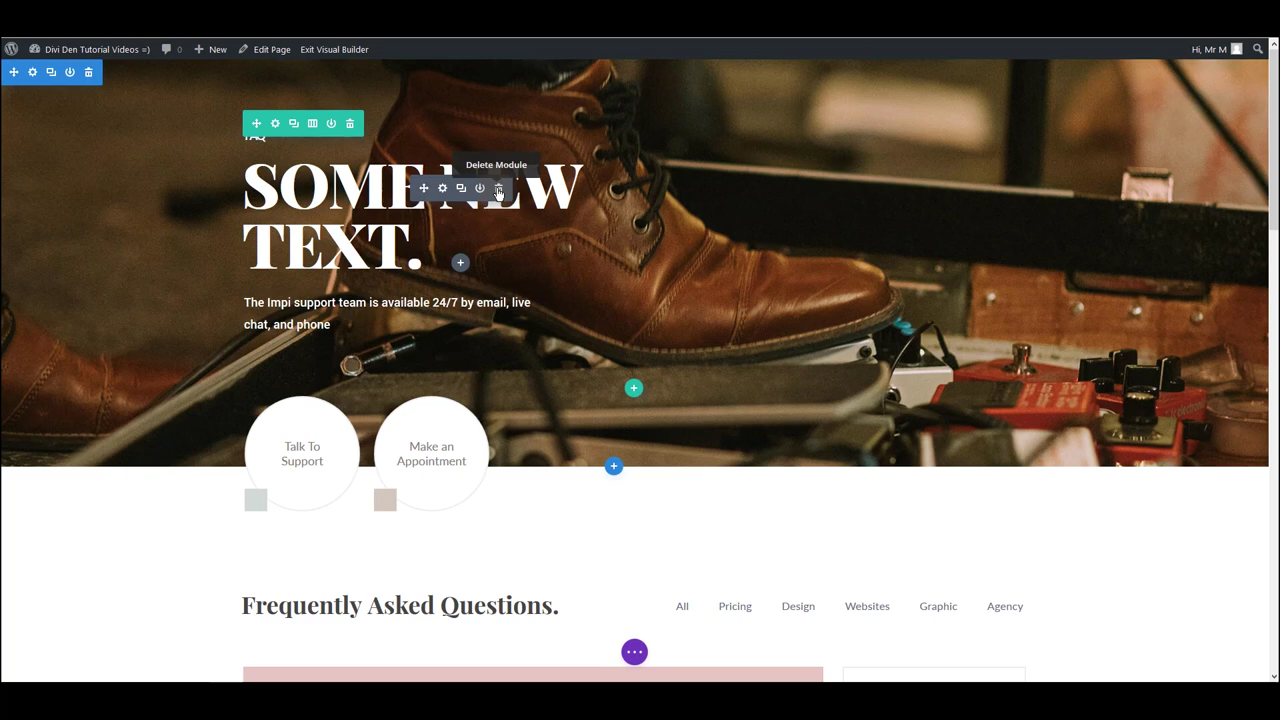 Divi Den Tutorial Videos =) 0 New Edit Page Exit Visual Builder Hi, Mr M
FAQ
Delete Module
SOME NEW
TEXT.
The Impi support team is available 24/7 by email, live
chat, and phone
Talk To
Support
Make an
Appointment
Frequently Asked Questions.
All Pricing Design Websites Graphic Agency